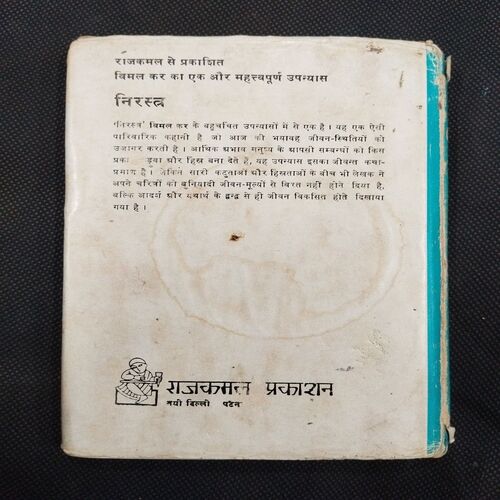 राजकमल से प्रकाशित
बिमल कर का एक और महत्त्वपूर्ण उपन्यास
निरस्त्र
'निरस्त्र' बिमल कर के बहुचर्चित उपन्यासों में से एक है। यह एक ऐसी
पारिवारिक कहानी है जो आज की भयावह जीवन-स्थितियों को
उजागर करती है। आर्थिक अभाव मनुष्य के आपसी सम्बन्धों को किस
कड़वा और हिंस्र बना देते हैं, यह उपन्यास इसका जीवन्त कथा-
प्रमाण है। लेकिन सारी कटुताओं और हिंस्रताओं के बीच भी लेखक ने
अपने चरित्रों को बुनियादी जीवन-मूल्यों से विरत नहीं होने दिया है,
बल्कि आदर्श और यथार्थ के द्वन्द्व से ही जीवन विकसित होते दिखाया
गया है।
राजकमल प्रकाशन
नयी दिल्ली पटना